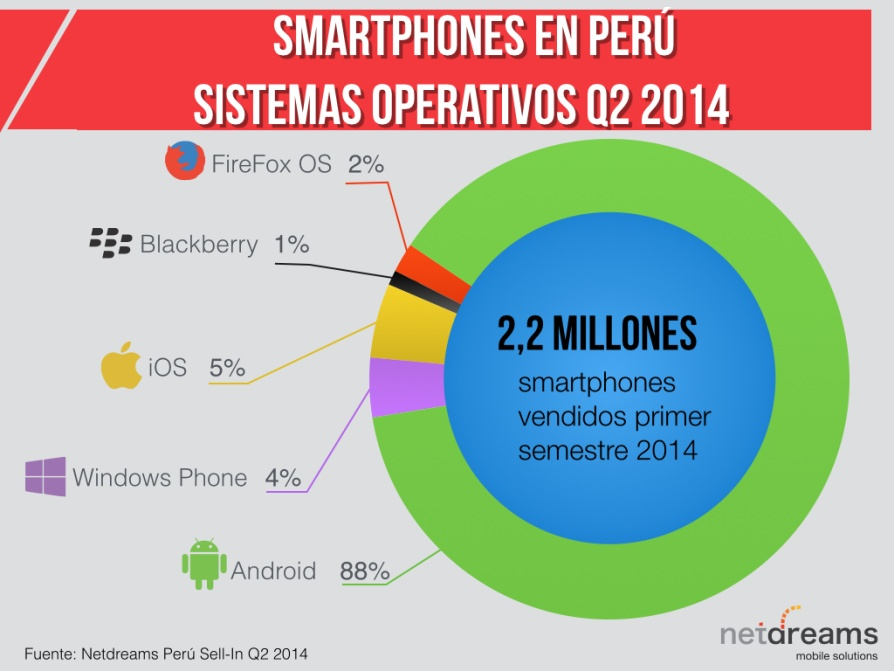 SMARTPHONES EN PERÚ
SISTEMAS OPERATIVOS Q2 2014
FireFox OS 2%
Blackberry 1%
iOS 5%
Windows Phone 4%
Android 88%
2,2 MILLONES
smartphones
vendidos primer
semestre 2014
Fuente: Netdreams Perú Sell-In Q2 2014
netdreams
mobile solutions